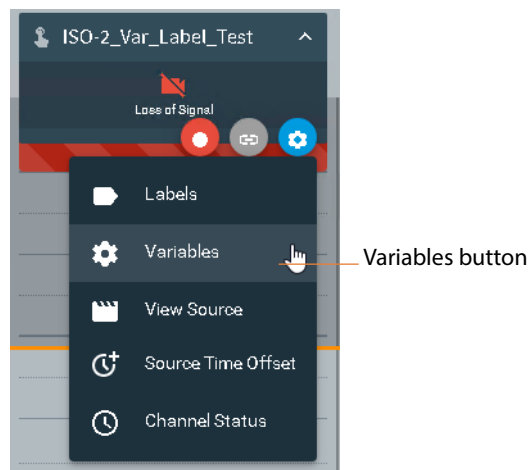 ISO-2_Var_Label_Test
Loss of Signal
Labels
Variables
Variables button
View Source
Source Time Offset
Channel Status